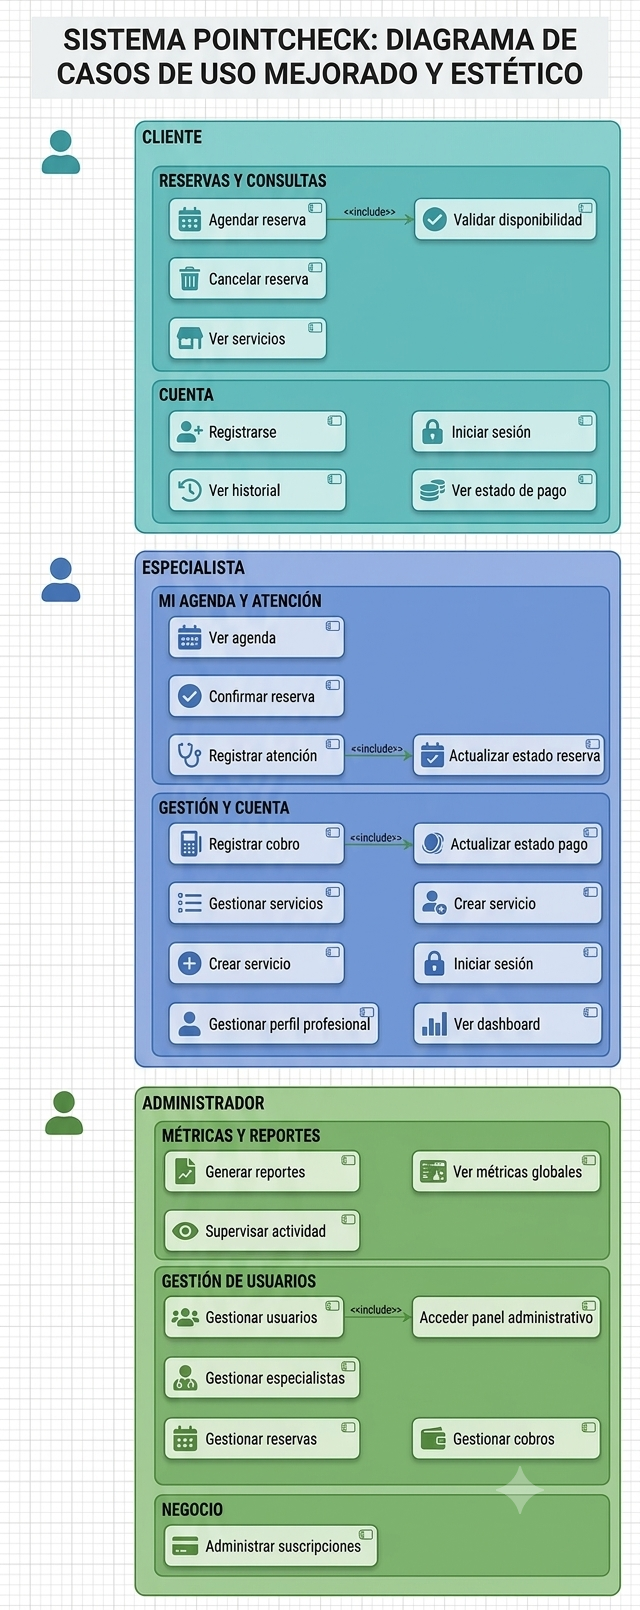 SISTEMA POINTCHECK: DIAGRAMA DE
CASOS DE USO MEJORADO Y ESTÉTICO
CLIENTE
RESERVAS Y CONSULTAS
Agendar reserva
<<include>>
Validar disponibilidad
Cancelar reserva
Ver servicios
CUENTA
Registrarse
Iniciar sesión
Ver historial
Ver estado de pago
ESPECIALISTA
MI AGENDA Y ATENCIÓN
Ver agenda
Confirmar reserva
Registrar atención
<<include>>
Actualizar estado reserva
GESTIÓN Y CUENTA
Registrar cobro
<<include>>
Actualizar estado pago
Gestionar servicios
Crear servicio
Crear servicio
Iniciar sesión
Gestionar perfil profesional
Ver dashboard
ADMINISTRADOR
MÉTRICAS Y REPORTES
Generar reportes
Ver métricas globales
Supervisar actividad
GESTIÓN DE USUARIOS
Gestionar usuarios
<<include>>
Acceder panel administrativo
Gestionar especialistas
Gestionar reservas
Gestionar cobros
NEGOCIO
Administrar suscripciones